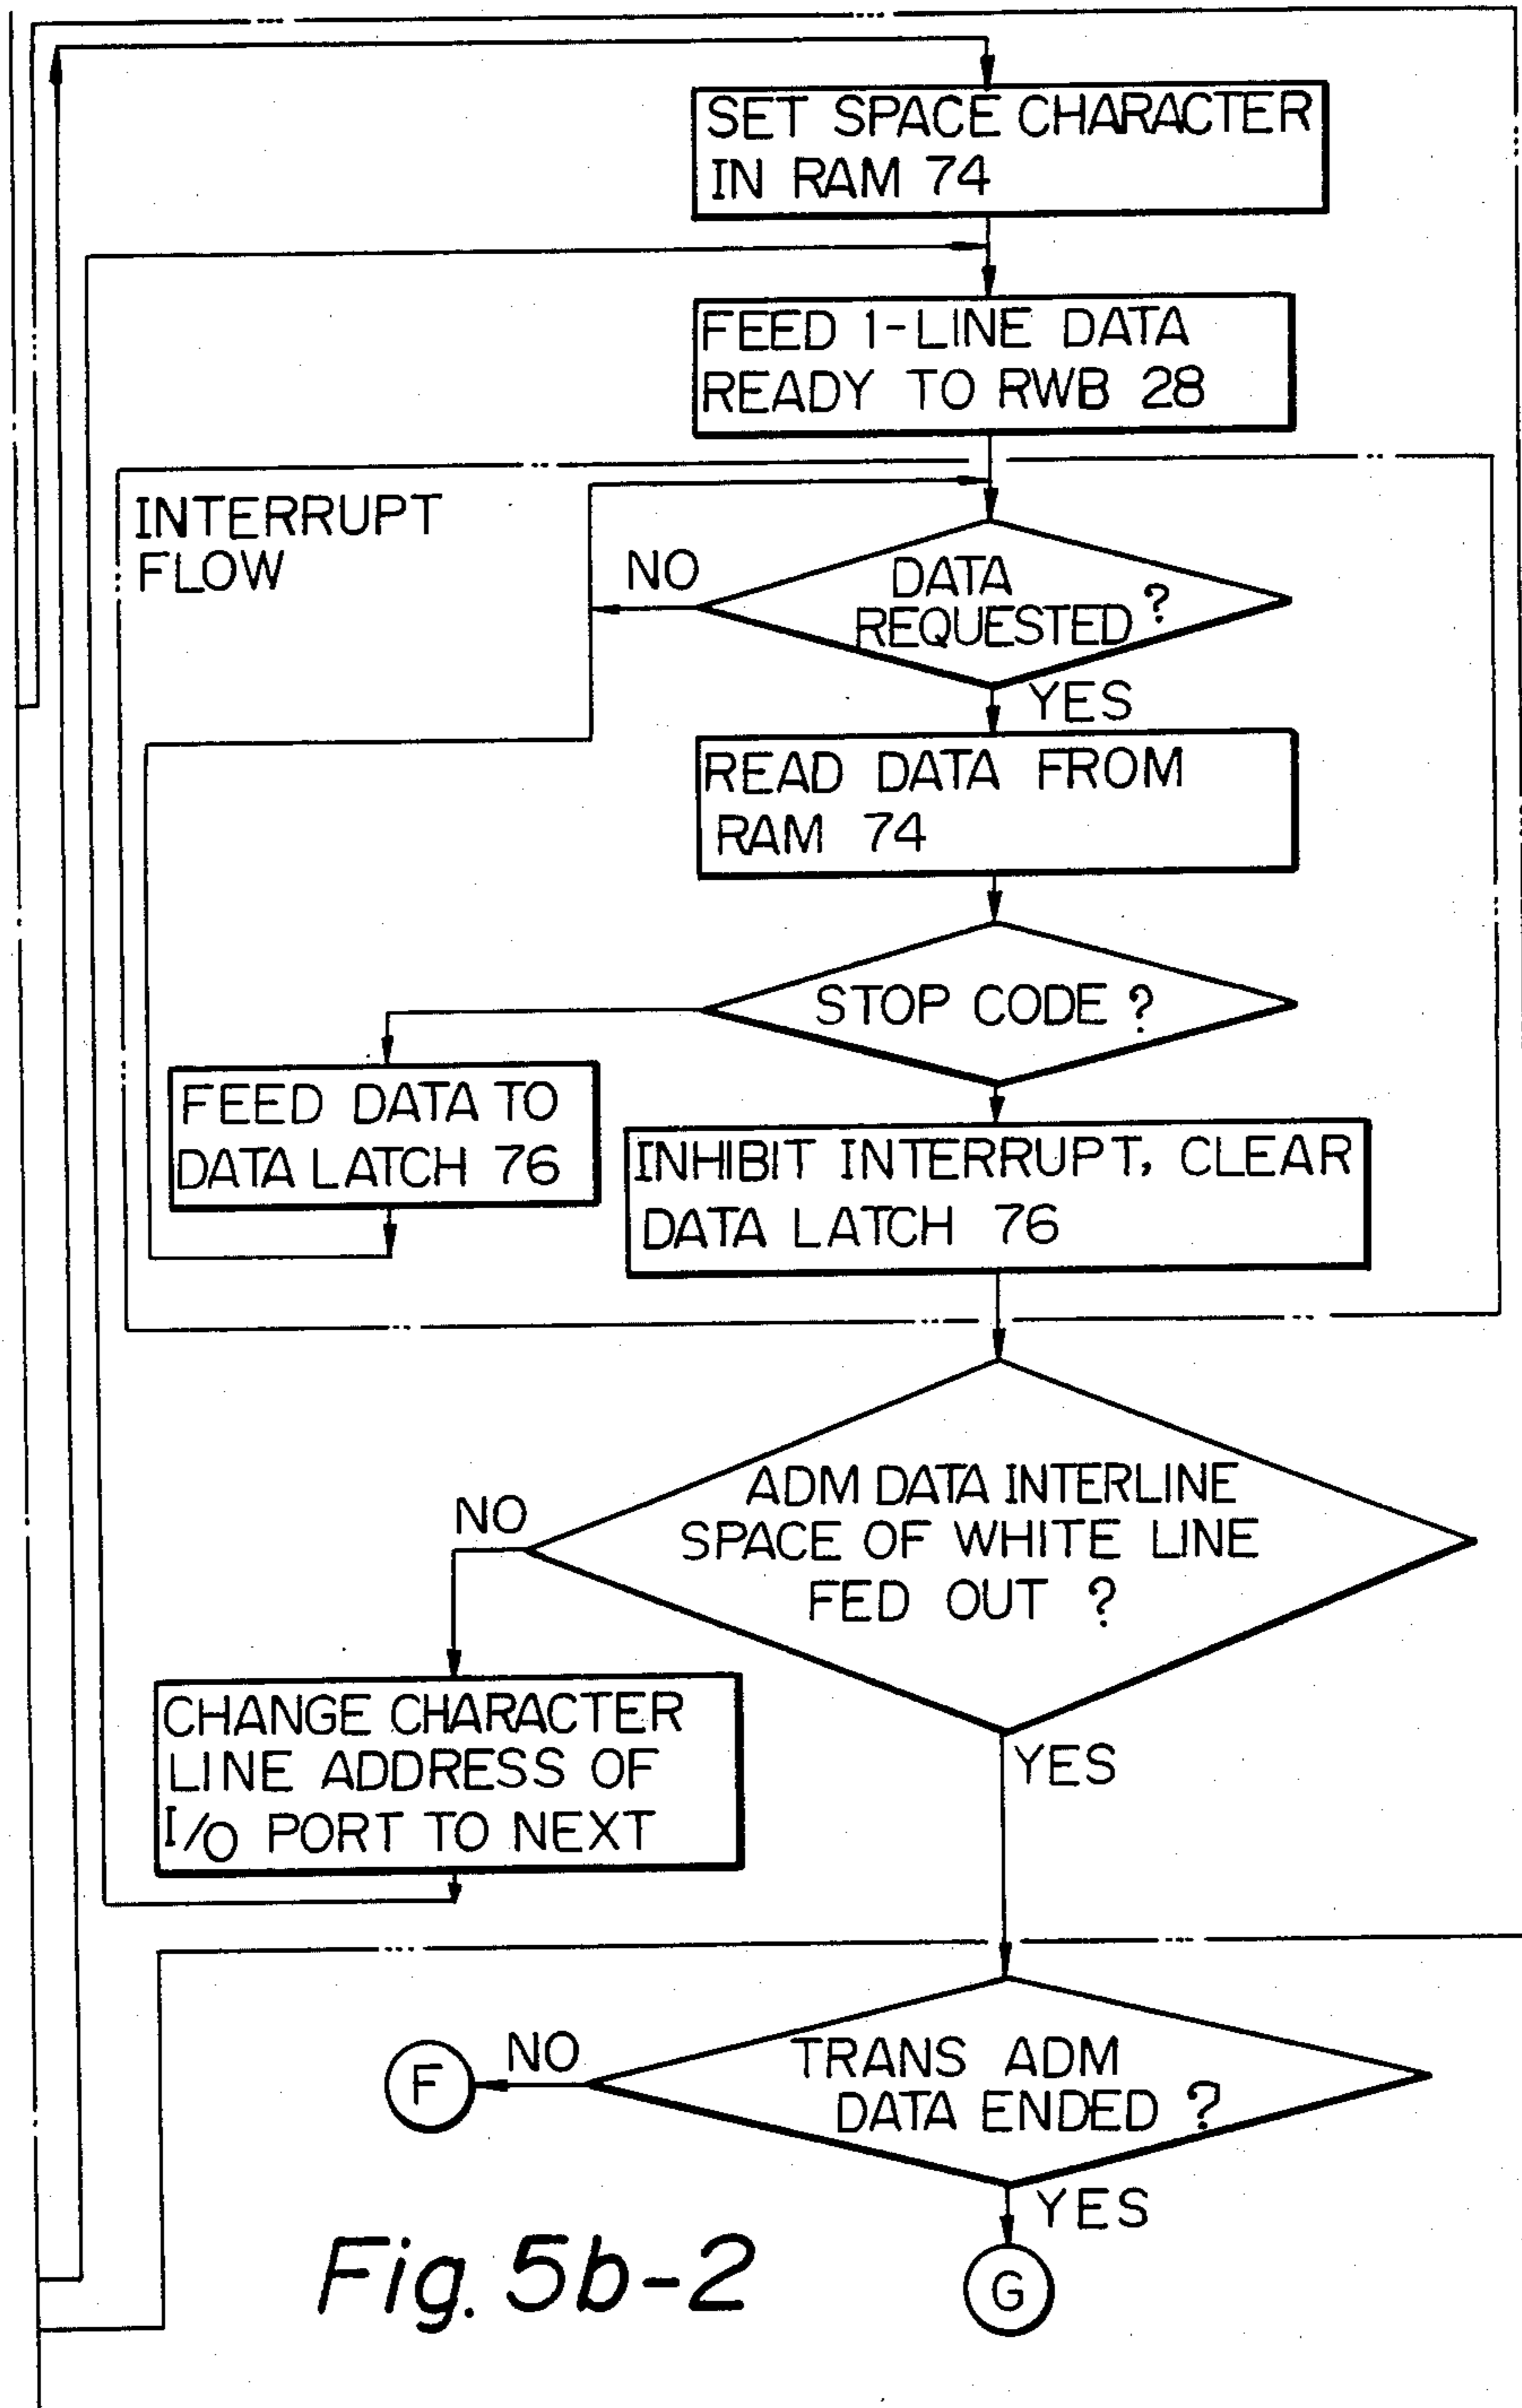 SET SPACE CHARACTER
IN RAM 74
FEED 1-LINE DATA
READY TO RWB 28
INTERRUPT
FLOW
NO
DATA
REQUESTED ?
YES
READ DATA FROM
RAM 74
STOP CODE ?
FEED DATA TO
DATA LATCH 76
INHIBIT INTERRUPT, CLEAR
DATA LATCH 76
ADM DATA INTERLINE
SPACE OF WHITE LINE
FED OUT ?
NO
CHANGE CHARACTER
LINE ADDRESS OF
I/O PORT TO NEXT
YES
TRANS ADM
DATA ENDED ?
NO
F
YES
G
Fig. 5b-2